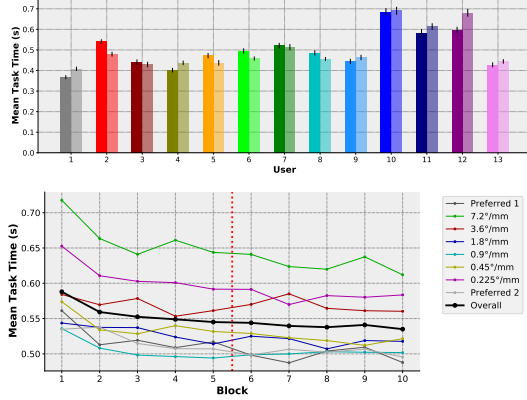 0.7
0.6
0.5
0.4
0.3
0.2
0.1
0.0
Mean Task Time (s)
1 2 3 4 5 6 7 8 9 10 11 12 13
User
0.70
0.65
0.60
0.55
0.50
Mean Task Time (s)
1 2 3 4 5 6 7 8 9 10
Block
Preferred 1
7.2°/mm
3.6°/mm
1.8°/mm
0.9°/mm
0.45°/mm
0.225°/mm
Preferred 2
Overall